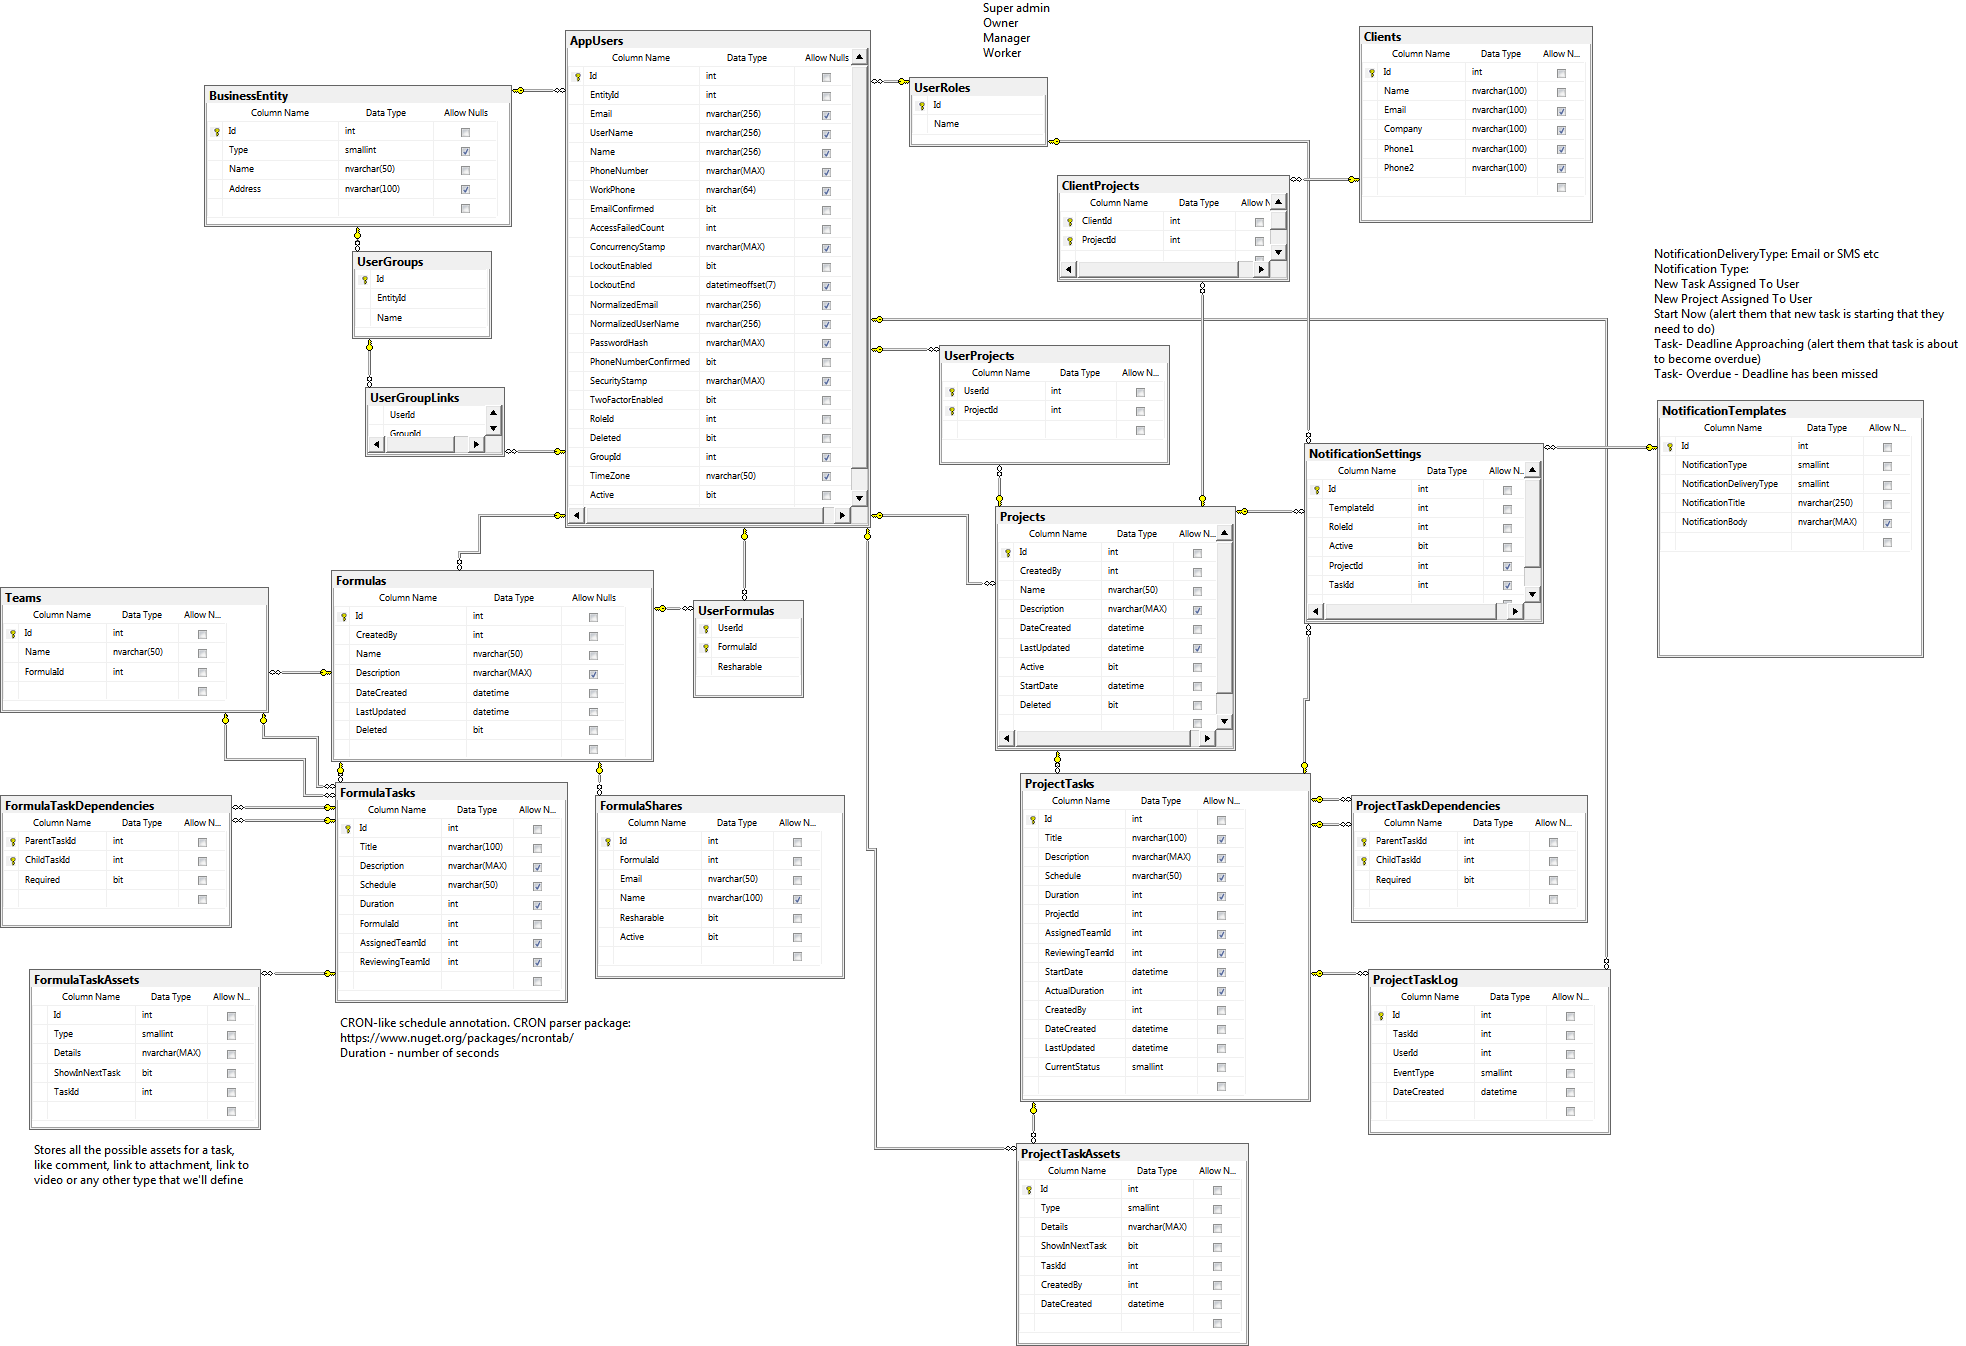 Super admin
Owner
Manager
Worker
AppUsers
Column Name Data Type Allow Nulls
Id int
EntityId int
Email nvarchar(256)
UserName nvarchar(256)
Name nvarchar(256)
PhoneNumber nvarchar(MAX)
WorkPhone nvarchar(64)
EmailConfirmed bit
AccessFailedCount int
ConcurrencyStamp nvarchar(MAX)
LockoutEnabled bit
LockoutEnd datetimeoffset(7)
NormalizedEmail nvarchar(256)
NormalizedUserName nvarchar(256)
PasswordHash nvarchar(MAX)
PhoneNumberConfirmed bit
SecurityStamp nvarchar(MAX)
TwoFactorEnabled bit
RoleId int
Deleted bit
GroupId int
TimeZone nvarchar(50)
Active bit
BusinessEntity
Column Name Data Type Allow Nulls
Id int
Type smallint
Name nvarchar(50)
Address nvarchar(100)
UserGroups
Id
EntityId
Name
UserGroupLinks
UserId
GroupId
UserRoles
Id
Name
Clients
Column Name Data Type Allow N...
Id int
Name nvarchar(100)
Email nvarchar(100)
Company nvarchar(100)
Phone1 nvarchar(100)
Phone2 nvarchar(100)
ClientProjects
Column Name Data Type Allow N
ClientId int
ProjectId int
NotificationDeliveryType: Email or SMS etc
Notification Type:
New Task Assigned To User
New Project Assigned To User
Start Now (alert them that new task is starting that they
need to do)
Task- Deadline Approaching (alert them that task is about
to become overdue)
Task- Overdue - Deadline has been missed
UserProjects
Column Name Data Type Allow N...
UserId int
ProjectId int
NotificationTemplates
Column Name Data Type Allow N...
Id int
NotificationType smallint
NotificationDeliveryType smallint
NotificationTitle nvarchar(250)
NotificationBody nvarchar(MAX)
NotificationSettings
Column Name Data Type Allow N..
Id int
TemplateId int
RoleId int
Active bit
ProjectId int
TaskId int
Projects
Column Name Data Type Allow N...
Id int
CreatedBy int
Name nvarchar(50)
Description nvarchar(MAX)
DateCreated datetime
LastUpdated datetime
Active bit
StartDate datetime
Deleted bit
Formulas
Column Name Data Type Allow Nulls
Id int
CreatedBy int
Name nvarchar(50)
Description nvarchar(MAX)
DateCreated datetime
LastUpdated datetime
Deleted bit
UserFormulas
UserId
FormulaId
Resharable
Teams
Column Name Data Type Allow N...
Id int
Name nvarchar(50)
FormulaId int
FormulaTaskDependencies
Column Name Data Type Allow N...
ParentTaskId int
ChildTaskId int
Required bit
FormulaTasks
Column Name Data Type Allow N...
Id int
Title nvarchar(100)
Description nvarchar(MAX)
Schedule nvarchar(50)
Duration int
FormulaId int
AssignedTeamId int
ReviewingTeamId int
FormulaShares
Column Name Data Type Allow N...
Id int
FormulaId int
Email nvarchar(50)
Name nvarchar(100)
Resharable bit
Active bit
ProjectTasks
Column Name Data Type Allow N...
Id int
Title nvarchar(100)
Description nvarchar(MAX)
Schedule nvarchar(50)
Duration int
ProjectId int
AssignedTeamId int
ReviewingTeamId int
StartDate datetime
ActualDuration int
CreatedBy int
DateCreated datetime
LastUpdated datetime
CurrentStatus smallint
ProjectTaskDependencies
Column Name Data Type Allow N...
ParentTaskId int
ChildTaskId int
Required bit
FormulaTaskAssets
Column Name Data Type Allow N...
Id int
Type smallint
Details nvarchar(MAX)
ShowInNextTask bit
TaskId int
CRON-like schedule annotation. CRON parser package:
https://www.nuget.org/packages/ncrontab/
Duration - number of seconds
ProjectTaskLog
Column Name Data Type Allow N...
Id int
TaskId int
UserId int
EventType smallint
DateCreated datetime
Stores all the possible assets for a task,
like comment, link to attachment, link to
video or any other type that we'll define
ProjectTaskAssets
Column Name Data Type Allow N...
Id int
Type smallint
Details nvarchar(MAX)
ShowInNextTask bit
TaskId int
CreatedBy int
DateCreated datetime